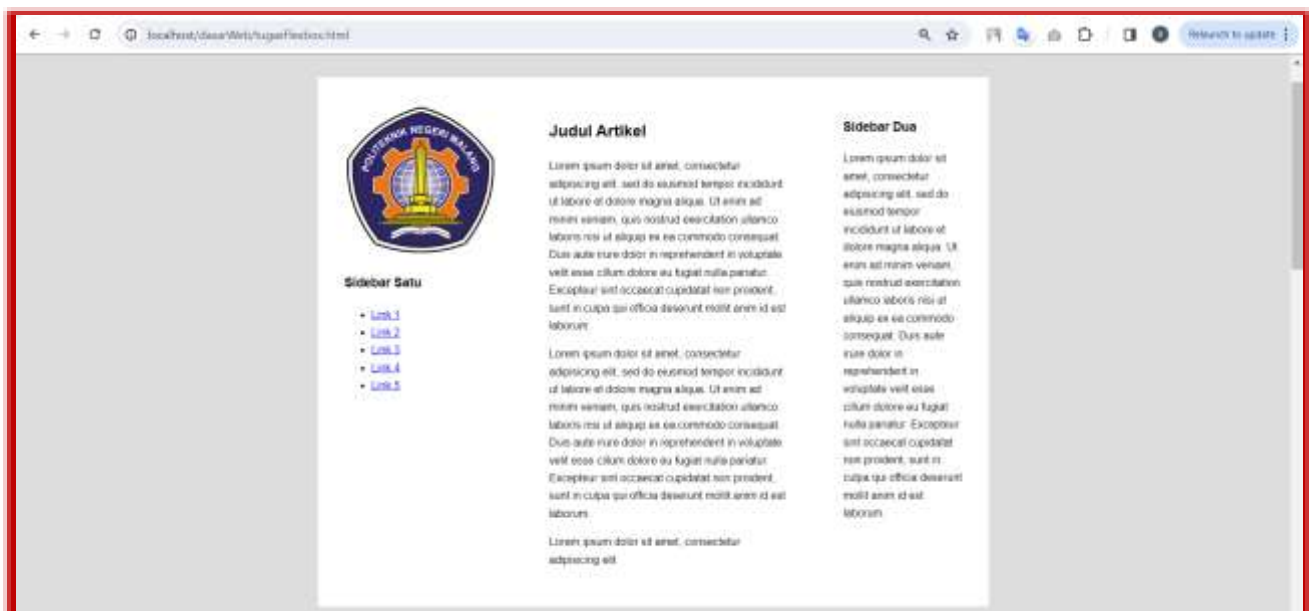 localhost/dasarWeb/tugasFlexbox.html
Relaunch to update
POLITEKNIK NEGERI MALANG
Sidebar Satu
Link 1
Link 2
Link 3
Link 4
Link 5
Judul Artikel
Lorem ipsum dolor sit amet, consectetur
adipiscing elit, sed do eiusmod tempor incididunt
ut labore et dolore magna aliqua. Ut enim ad
minim veniam, quis nostrud exercitation ullamco
laboris nisi ut aliquip ex ea commodo consequat.
Duis aute irure dolor in reprehenderit in voluptate
velit esse cillum dolore eu fugiat nulla pariatur.
Excepteur sint occaecat cupidatat non proident,
sunt in culpa qui officia deserunt mollit anim id est
laborum.
Lorem ipsum dolor sit amet, consectetur
adipiscing elit, sed do eiusmod tempor incididunt
ut labore et dolore magna aliqua. Ut enim ad
minim veniam, quis nostrud exercitation ullamco
laboris nisi ut aliquip ex ea commodo consequat.
Duis aute irure dolor in reprehenderit in voluptate
velit esse cillum dolore eu fugiat nulla pariatur.
Excepteur sint occaecat cupidatat non proident,
sunt in culpa qui officia deserunt mollit anim id est
laborum.
Lorem ipsum dolor sit amet, consectetur
adipiscing elit.
Sidebar Dua
Lorem ipsum dolor sit
amet, consectetur
adipiscing elit, sed do
eiusmod tempor
incididunt ut labore et
dolore magna aliqua. Ut
enim ad minim veniam,
quis nostrud exercitation
ullamco laboris nisi ut
aliquip ex ea commodo
consequat. Duis aute
irure dolor in
reprehenderit in
voluptate velit esse
cillum dolore eu fugiat
nulla pariatur. Excepteur
sint occaecat cupidatat
non proident, sunt in
culpa qui officia deserunt
mollit anim id est
laborum.